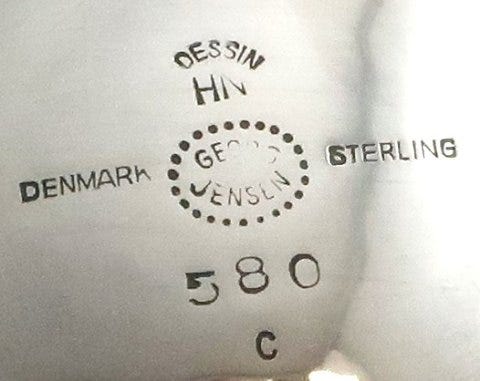 DESSIN
HN
DENMARK GEORG STERLING
JENSEN
580
C